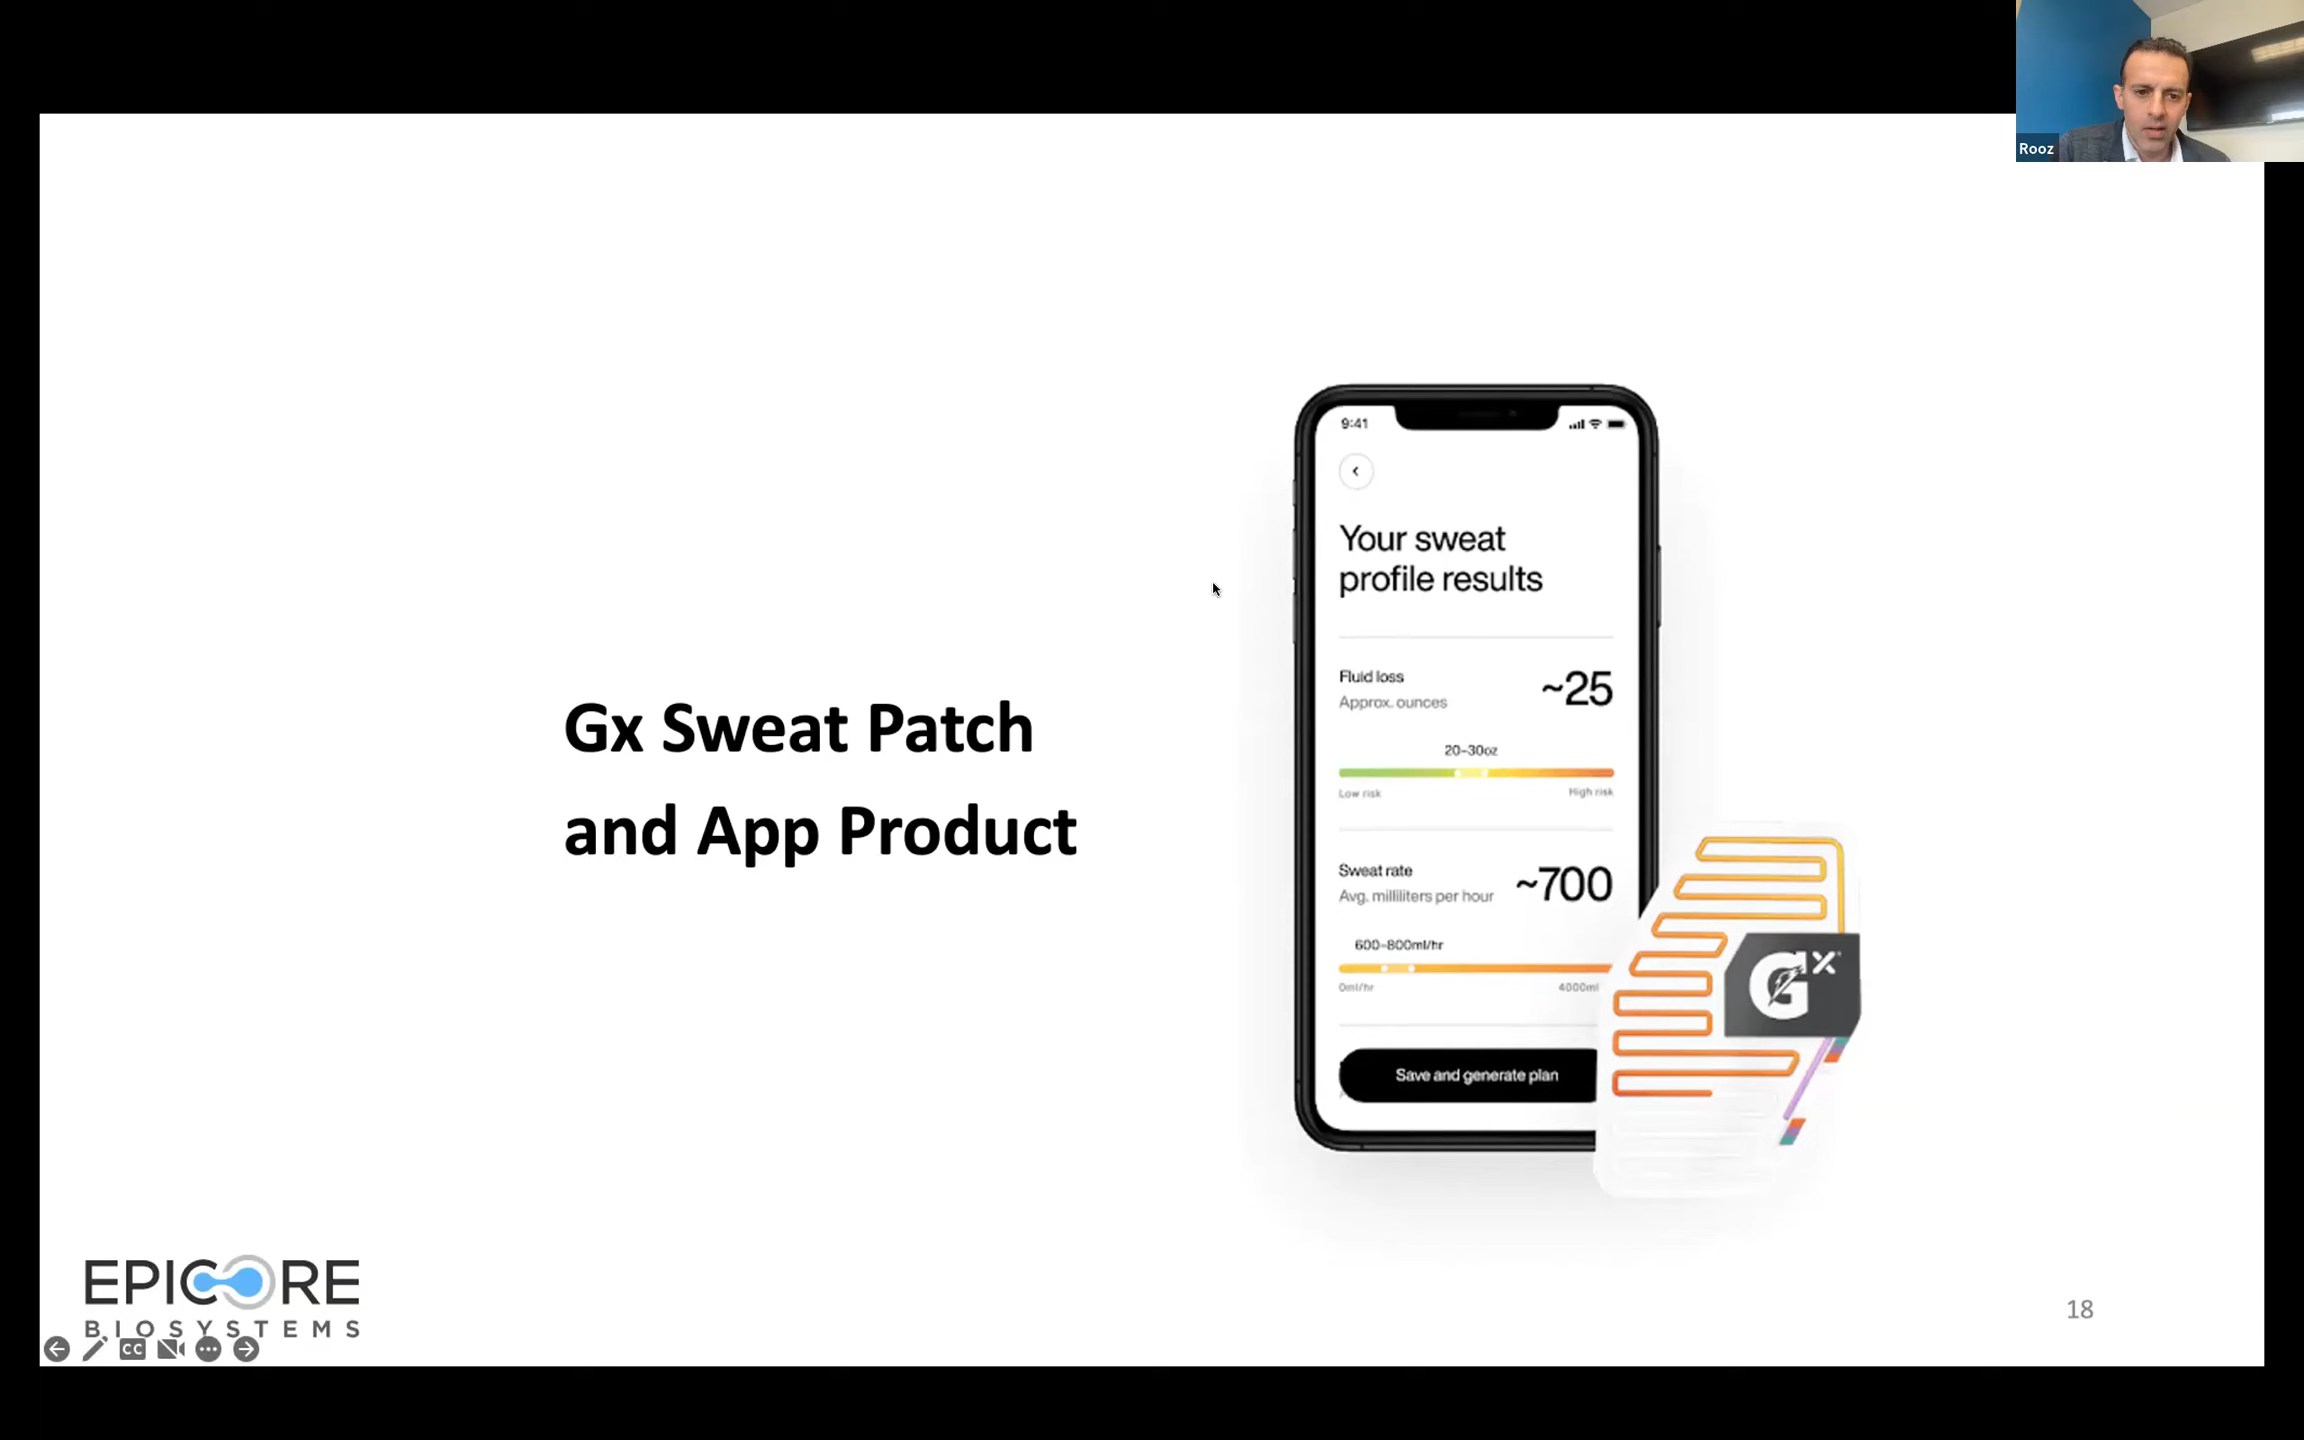 Rooz
9:41
Your sweat
profile results
Fluid loss
Approx. ounces
~25
20–30oz
Low risk
High risk
Gx Sweat Patch
and App Product
Sweat rate
Avg. milliliters per hour
~700
600–800ml/hr
0ml/hr
4000ml
Save and generate plan
Gx
EPICORE
BIOSYSTEMS
CC
18